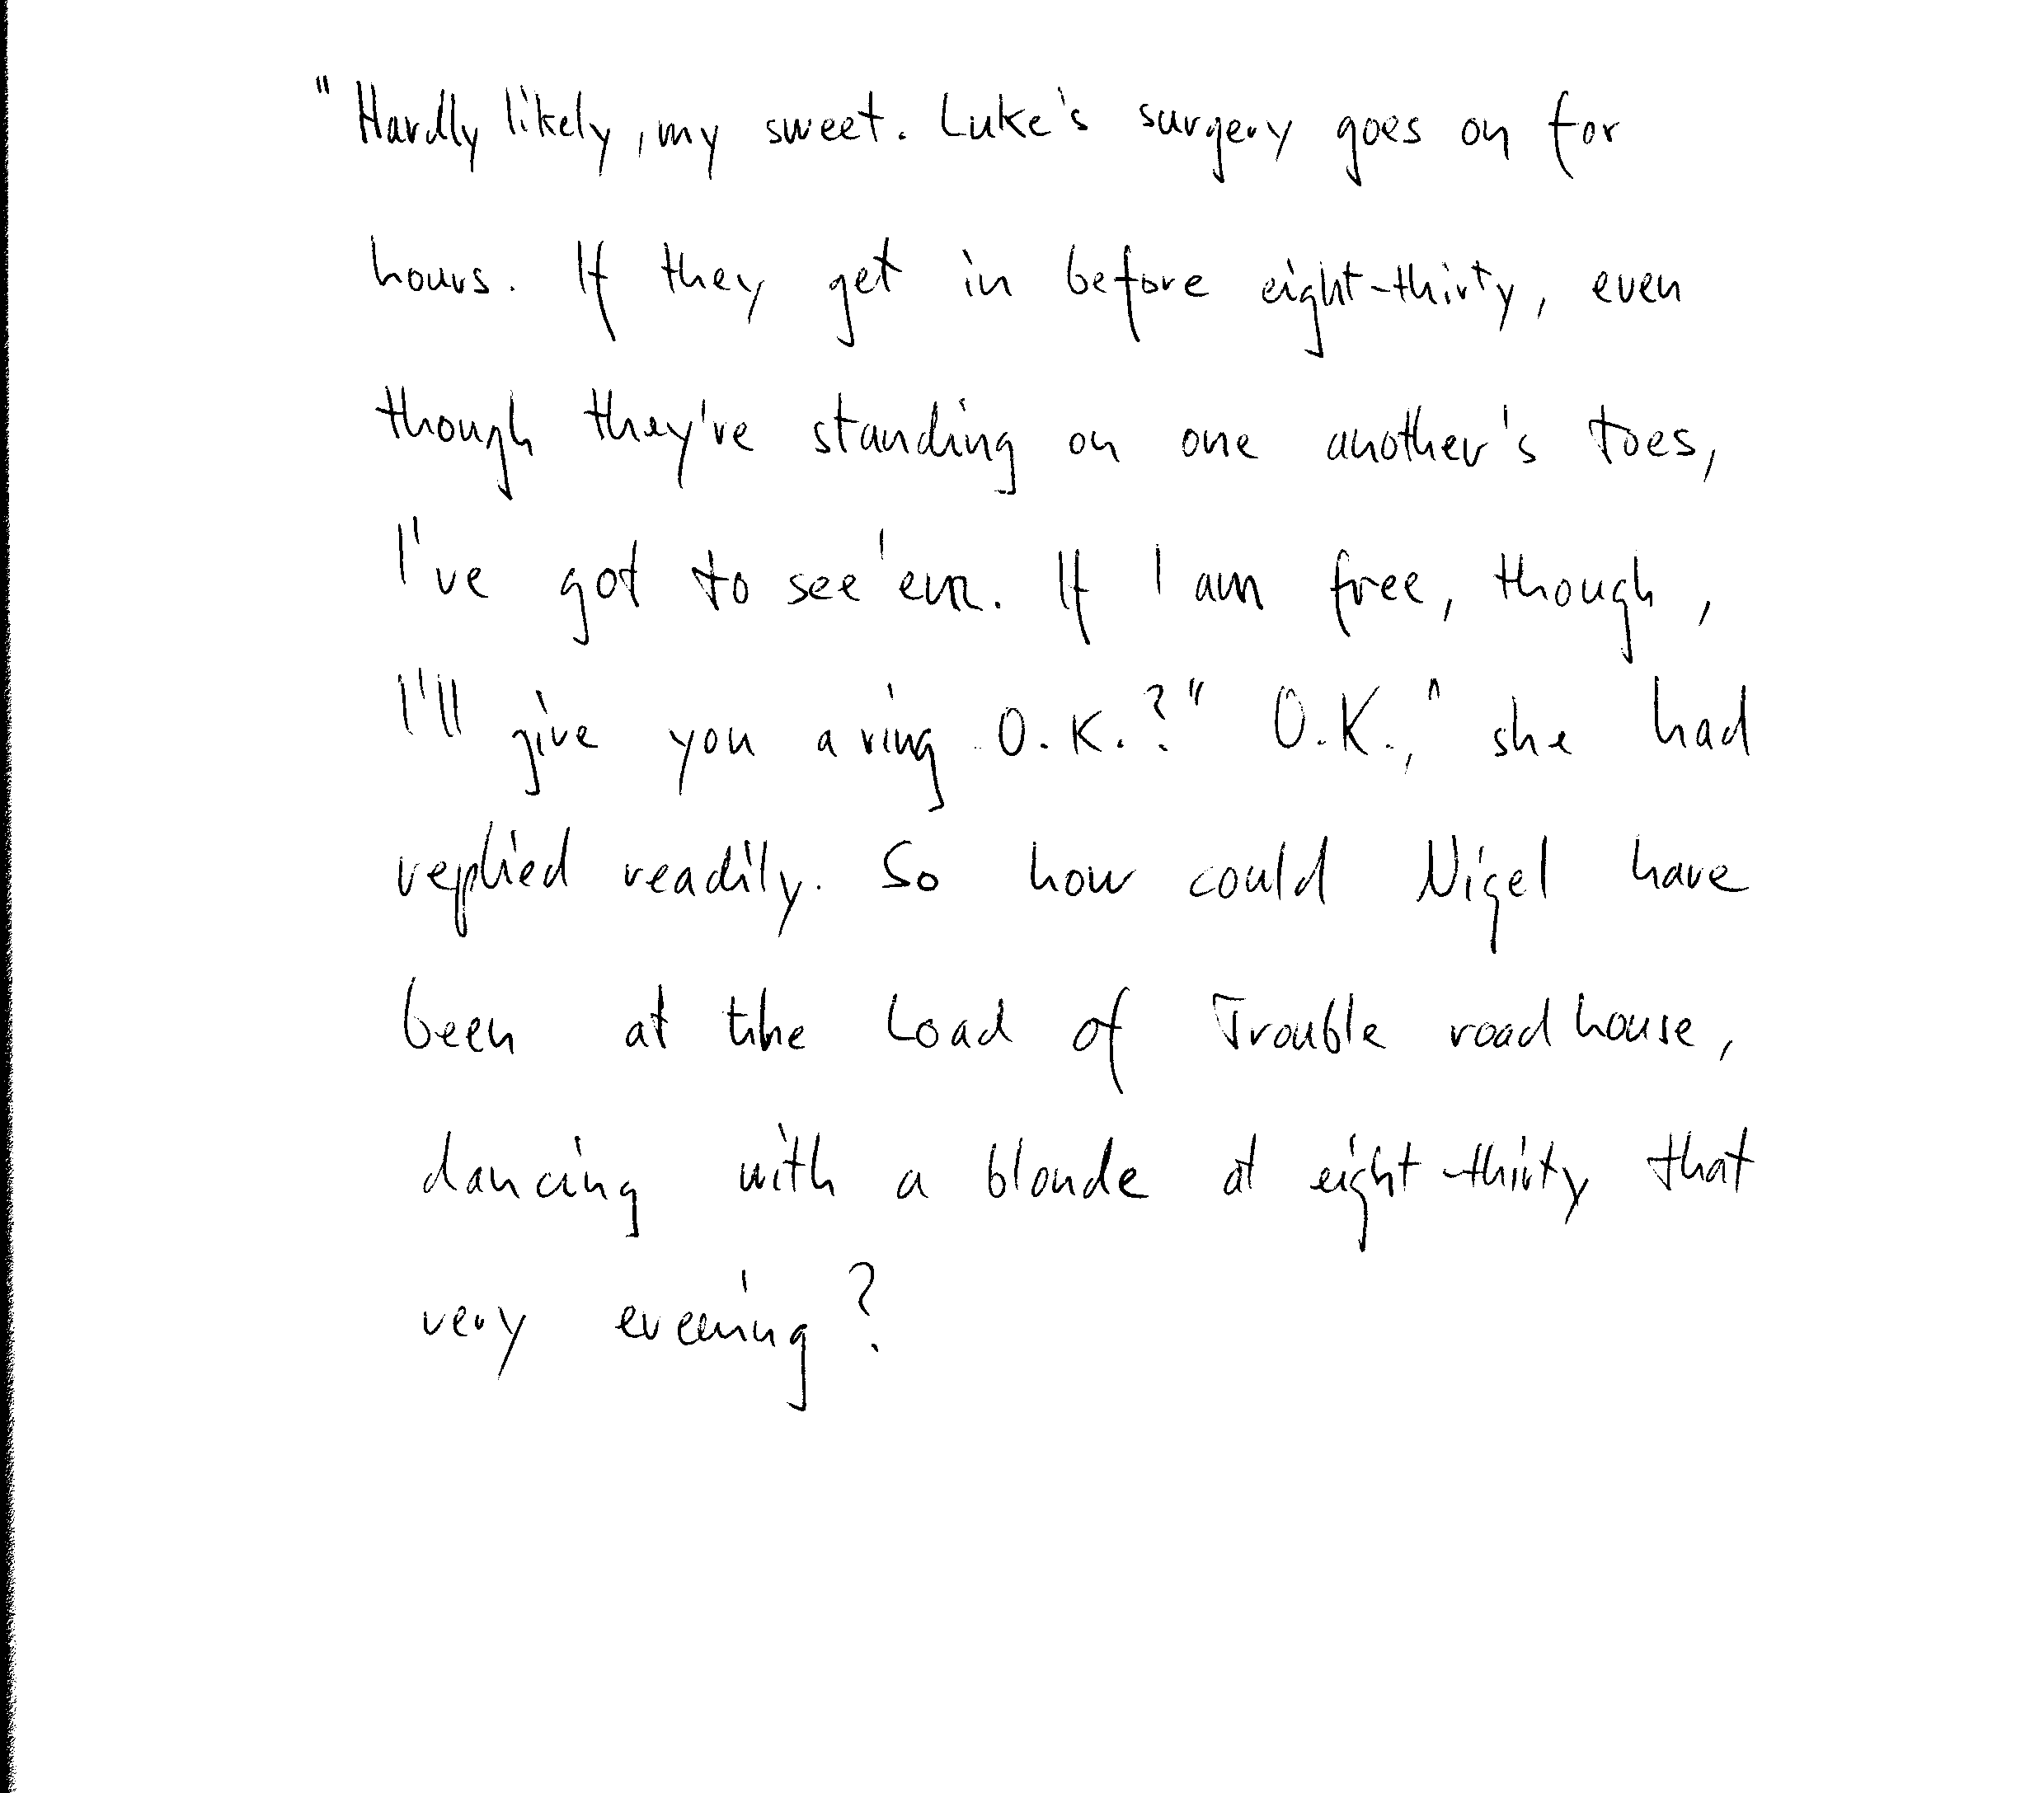 "Hardly likely, my sweet. Luke's surgery goes on for
hours. If they get in before eight-thirty, even
though they're standing on one another's toes,
I've got to see 'em. If I am free, though,
I'll give you a ring. O.K.?" O.K.," she had
replied readily. So how could Nigel have
been at the Load of Trouble roadhouse,
dancing with a blonde at eight-thirty that
very evening?